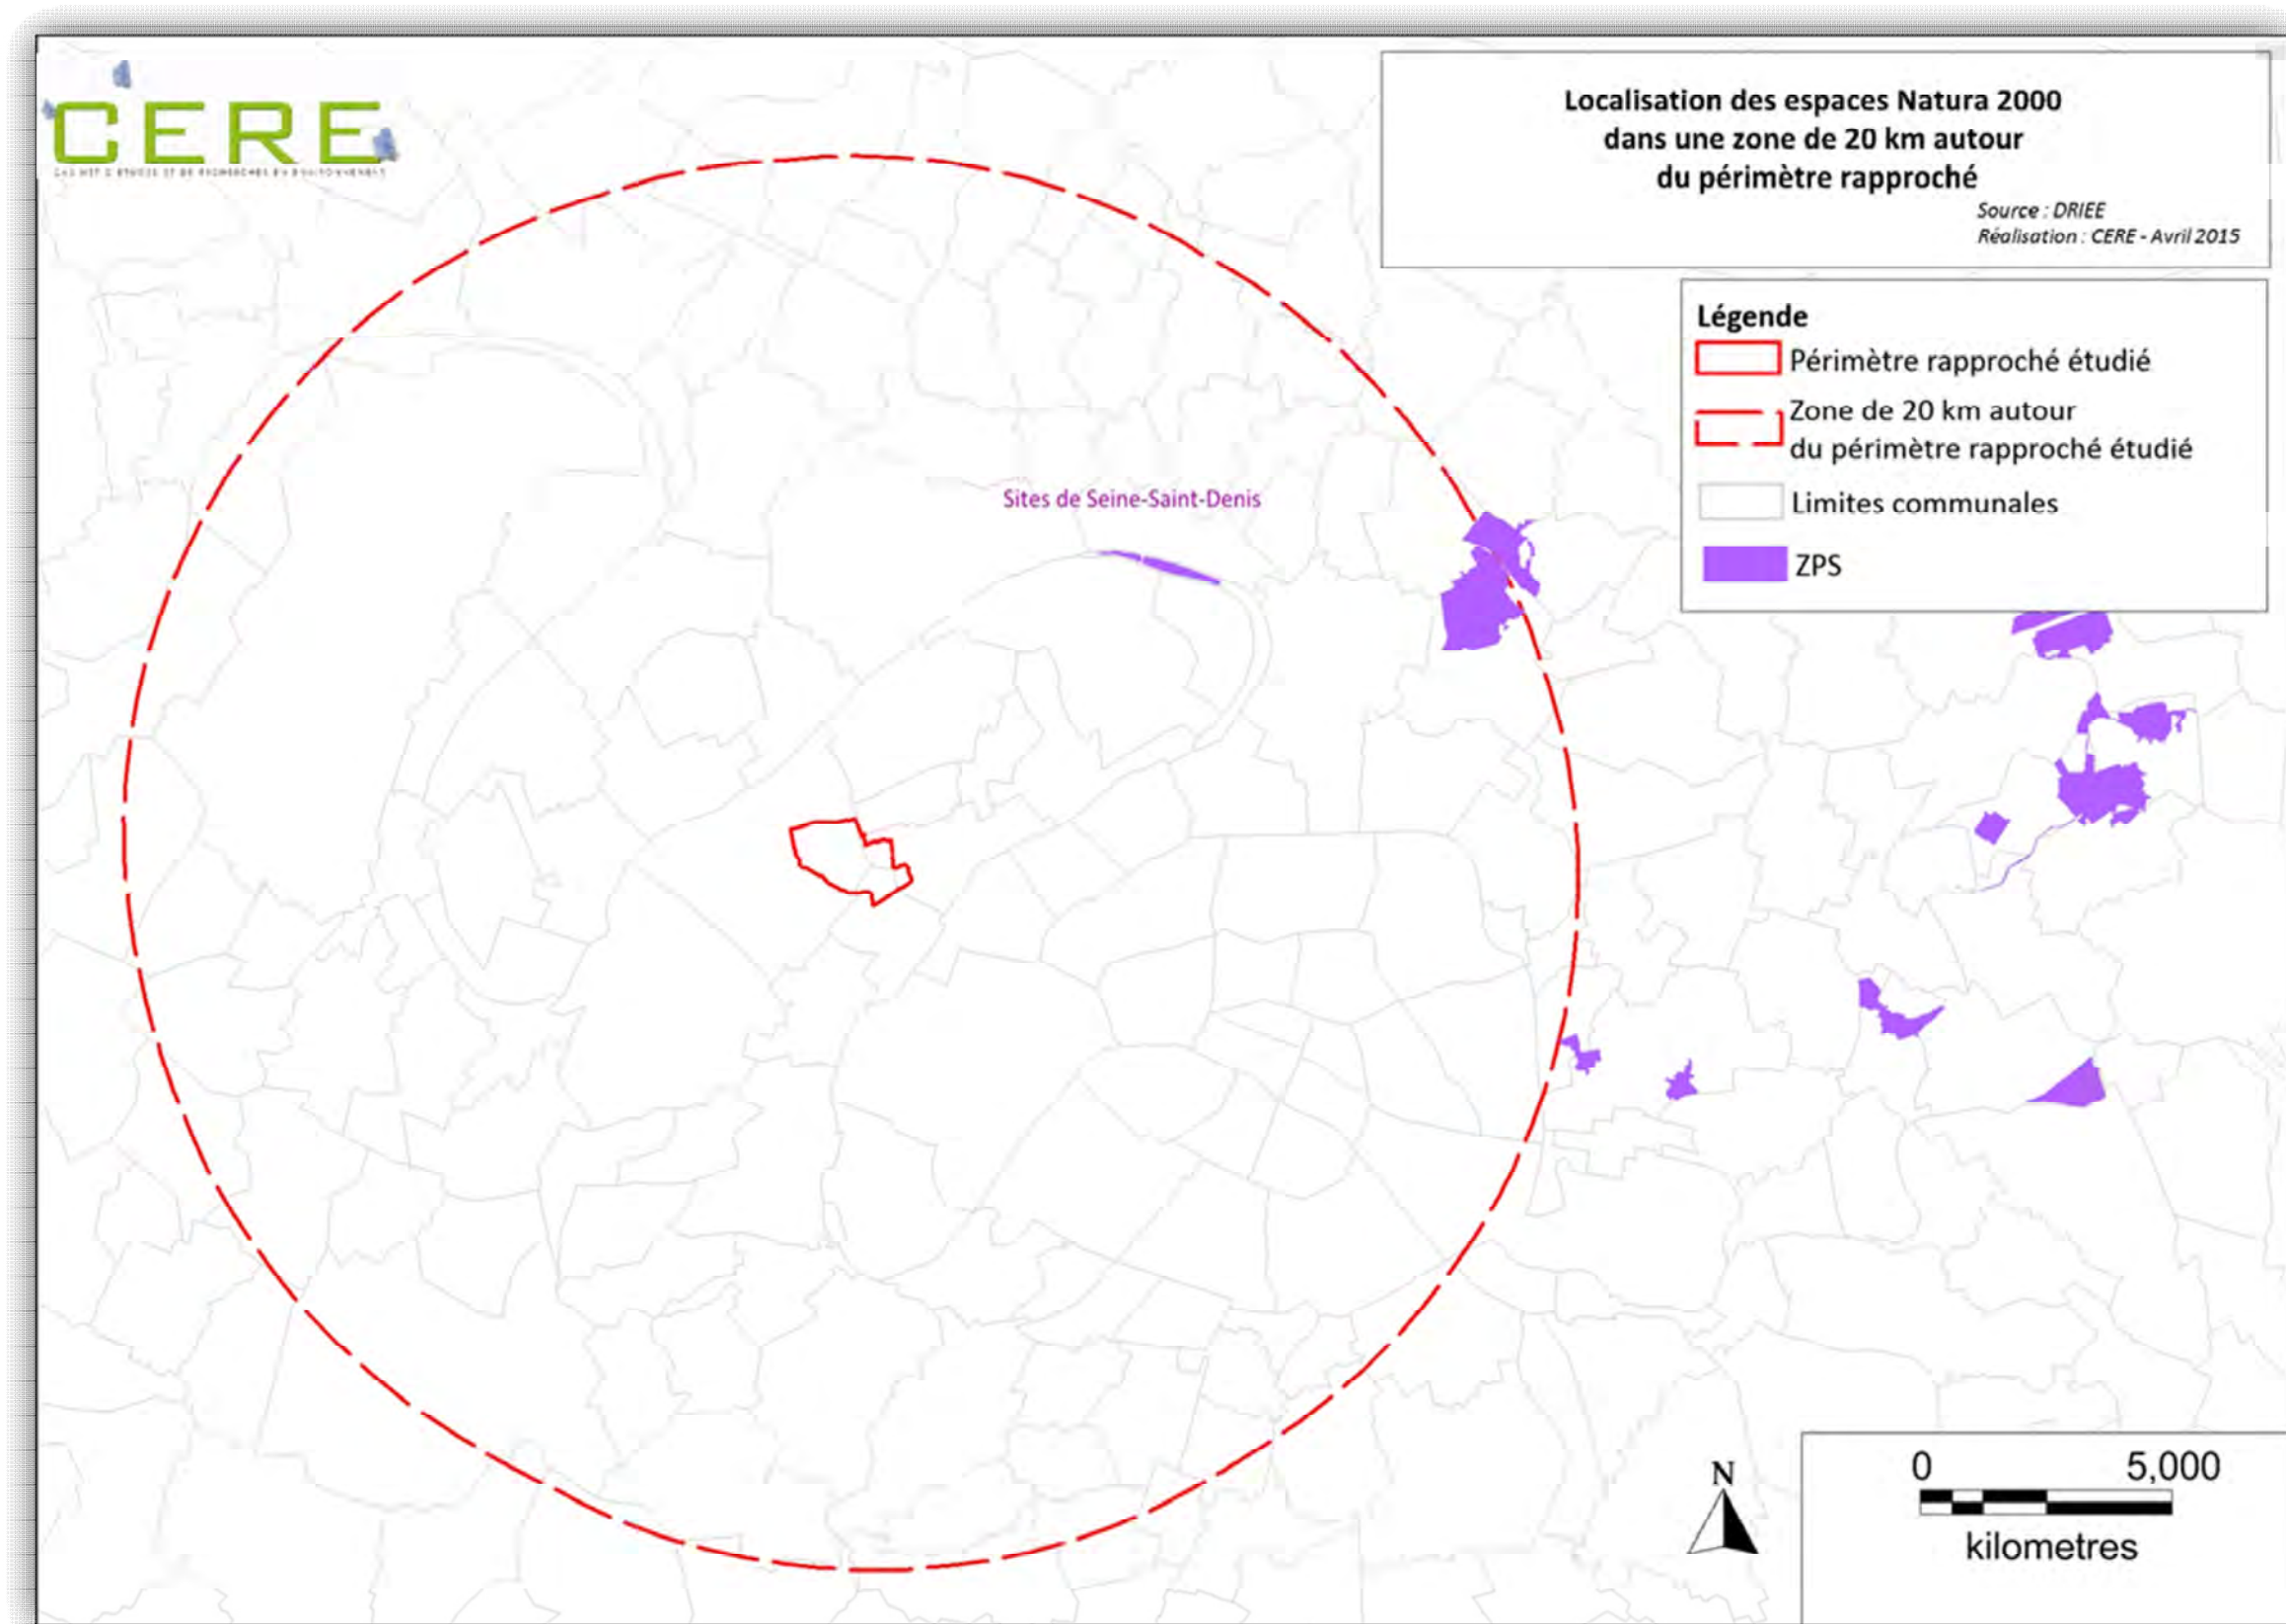 CERE
Localisation des espaces Natura 2000
dans une zone de 20 km autour
du périmètre rapproché
Source : DRIEE
Réalisation : CERE - Avril 2015
Légende
Périmètre rapproché étudié
Zone de 20 km autour
du périmètre rapproché étudié
Limites communales
ZPS
Sites de Seine-Saint-Denis
N
0 5,000
kilometres